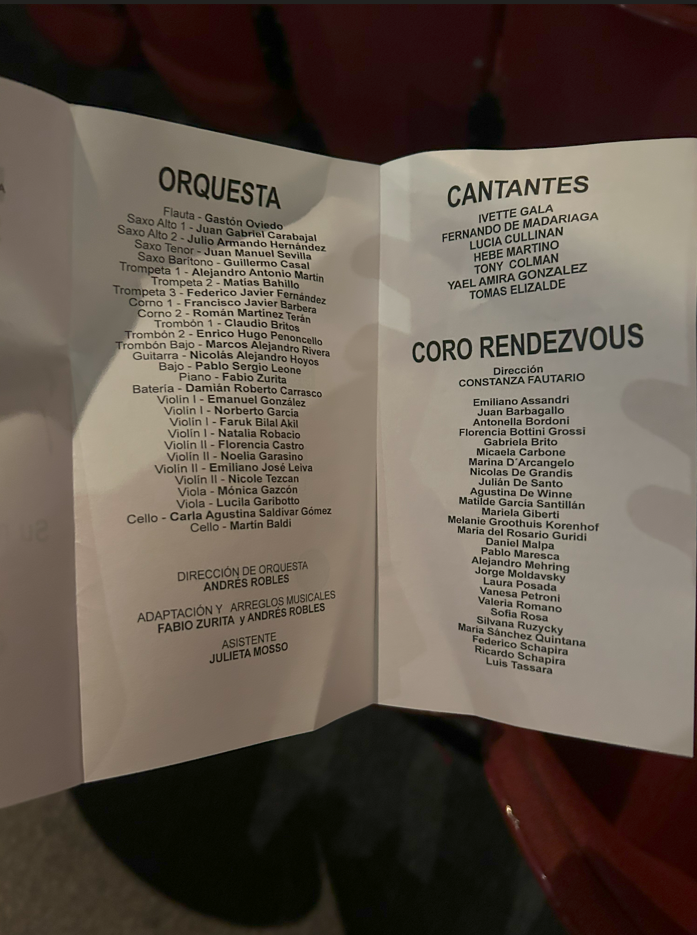 ORQUESTA
Flauta - Gastón Oviedo
Saxo Alto 1 - Juan Gabriel Carabajal
Saxo Alto 2 - Julio Armando Hernández
Saxo Tenor - Juan Manuel Sevilla
Saxo Barítono - Guillermo Casal
Trompeta 1 - Alejandro Antonio Martin
Trompeta 2 - Matías Bahillo
Trompeta 3 - Federico Javier Fernández
Corno 1 - Francisco Javier Barbera
Corno 2 - Román Martínez Terán
Trombón 1 - Claudio Britos
Trombón 2 - Enrico Hugo Penoncello
Trombón Bajo - Marcos Alejandro Rivera
Guitarra - Nicolás Alejandro Hoyos
Bajo - Pablo Sergio Leone
Piano - Fabio Zurita
Batería - Damián Roberto Carrasco
Violín I - Emanuel González
Violín I - Norberto García
Violín I - Faruk Bilal Akil
Violín I - Natalia Robacio
Violín II - Florencia Castro
Violín II - Noelia Garasino
Violín II - Emiliano José Leiva
Violín II - Nicole Tezcan
Viola - Mónica Gazcón
Viola - Lucila Garibotto
Cello - Carla Agustina Saldivar Gómez
Cello - Martín Baldi
DIRECCIÓN DE ORQUESTA
ANDRÉS ROBLES
ADAPTACIÓN Y ARREGLOS MUSICALES
FABIO ZURITA y ANDRÉS ROBLES
ASISTENTE
JULIETA MOSSO
CANTANTES
IVETTE GALA
FERNANDO DE MADARIAGA
LUCIA CULLINAN
HEBE MARTINO
TONY COLMAN
YAEL AMIRA GONZALEZ
TOMAS ELIZALDE
CORO RENDEZVOUS
Dirección
CONSTANZA FAUTARIO
Emiliano Assandri
Juan Barbagallo
Antonella Bordoni
Florencia Bottini Grossi
Gabriela Brito
Micaela Carbone
Marina D´Arcangelo
Nicolas De Grandis
Julián De Santo
Agustina De Winne
Matilde García Santillán
Mariela Giberti
Melanie Groothuis Korenhof
María del Rosario Guridi
Daniel Malpa
Pablo Maresca
Alejandro Mehring
Jorge Moldavsky
Laura Posada
Vanesa Petroni
Valeria Romano
Sofia Rosa
Silvana Ruzycky
María Sánchez Quintana
Federico Schapira
Ricardo Schapira
Luis Tassara